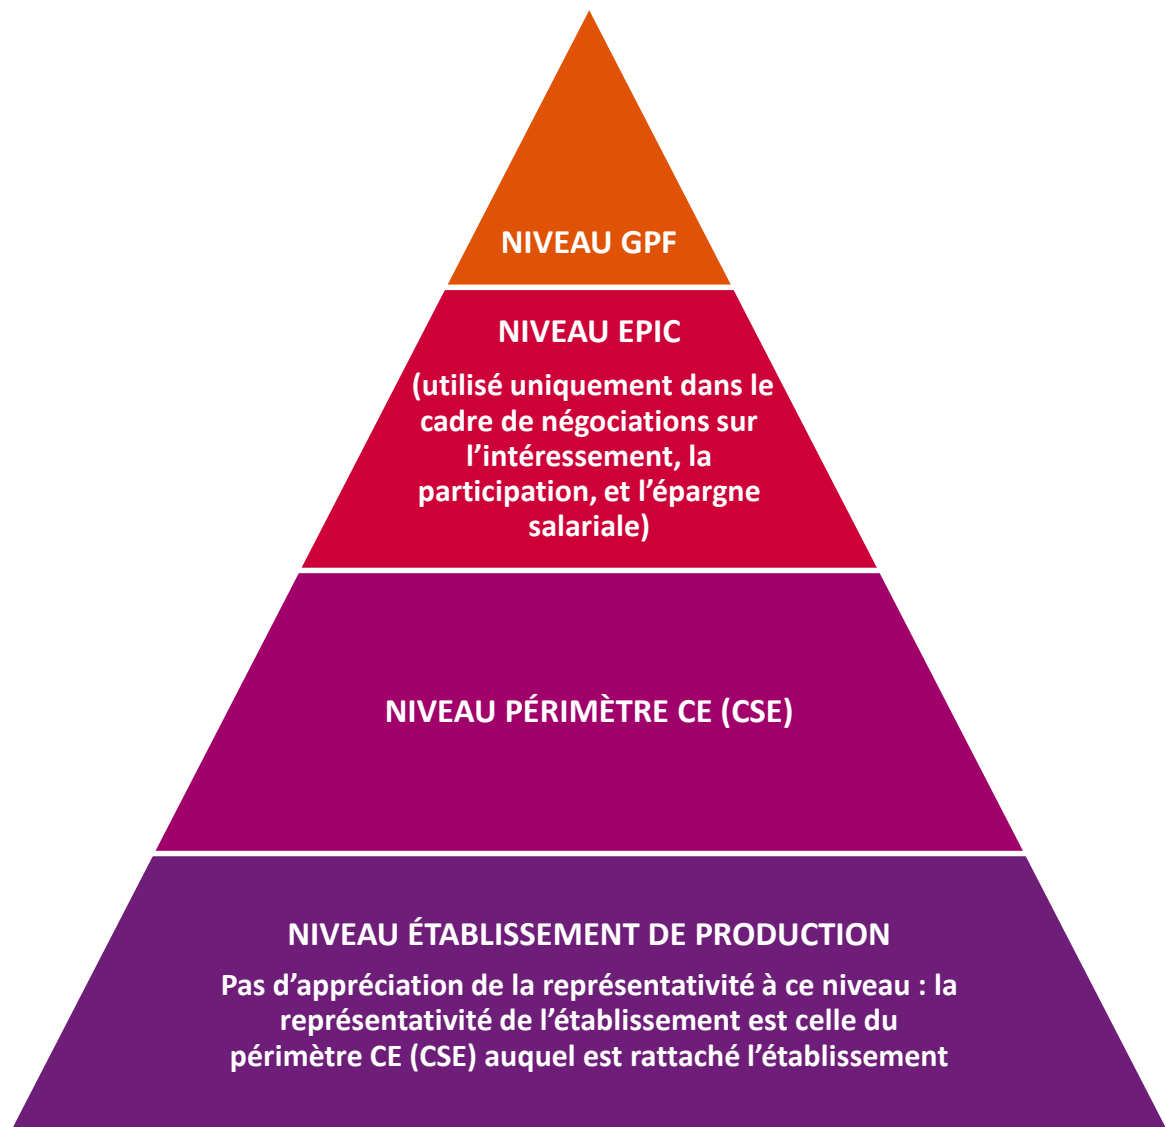 NIVEAU GPF
NIVEAU EPIC
(utilisé uniquement dans le
cadre de négociations sur
l’intéressement, la
participation, et l’épargne
salariale)
NIVEAU PÉRIMÈTRE CE (CSE)
NIVEAU ÉTABLISSEMENT DE PRODUCTION
Pas d’appréciation de la représentativité à ce niveau : la
représentativité de l’établissement est celle du
périmètre CE (CSE) auquel est rattaché l’établissement